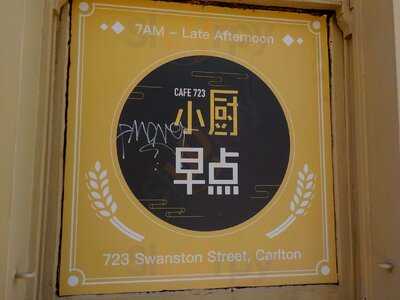 7AM – Late Afternoon
CAFE 723
小厨
早点
723 Swanston Street, Carlton